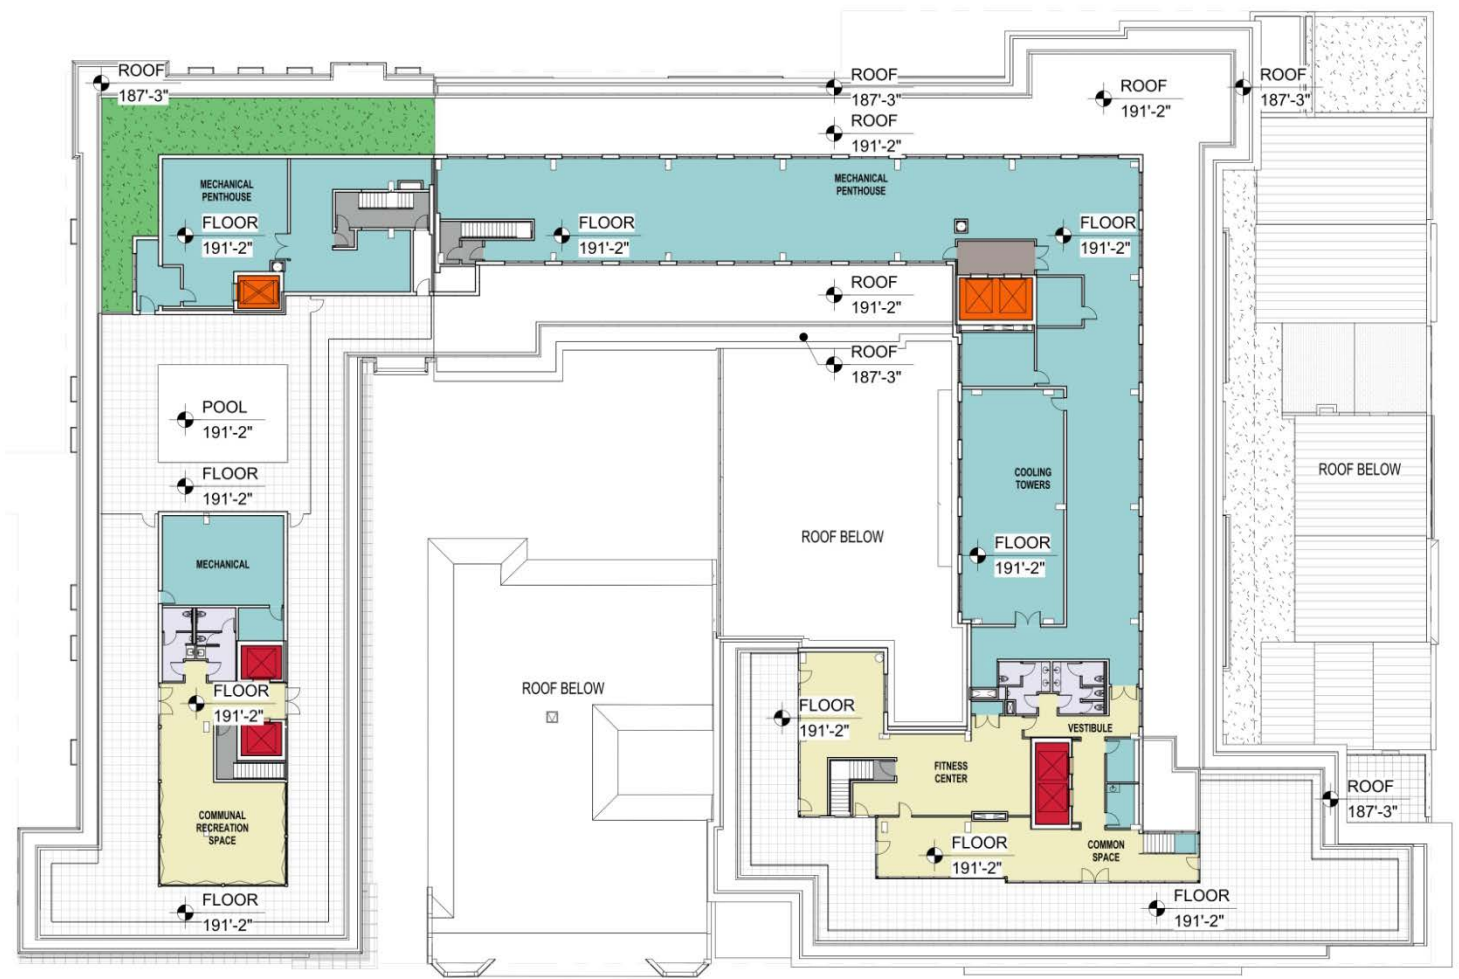 ROOF
187'-3"
ROOF
187'-3"
ROOF
191'-2"
ROOF
191'-2"
ROOF
187'-3"
MECHANICAL
PENTHOUSE
FLOOR
191'-2"
MECHANICAL
PENTHOUSE
FLOOR
191'-2"
FLOOR
191'-2"
ROOF
191'-2"
ROOF
187'-3"
POOL
191'-2"
FLOOR
191'-2"
MECHANICAL
COOLING
TOWERS
FLOOR
191'-2"
ROOF BELOW
ROOF BELOW
ROOF BELOW
FLOOR
191'-2"
FLOOR
191'-2"
VESTIBULE
FITNESS
CENTER
ROOF
187'-3"
COMMUNAL
RECREATION
SPACE
FLOOR
191'-2"
COMMON
SPACE
FLOOR
191'-2"
FLOOR
191'-2"